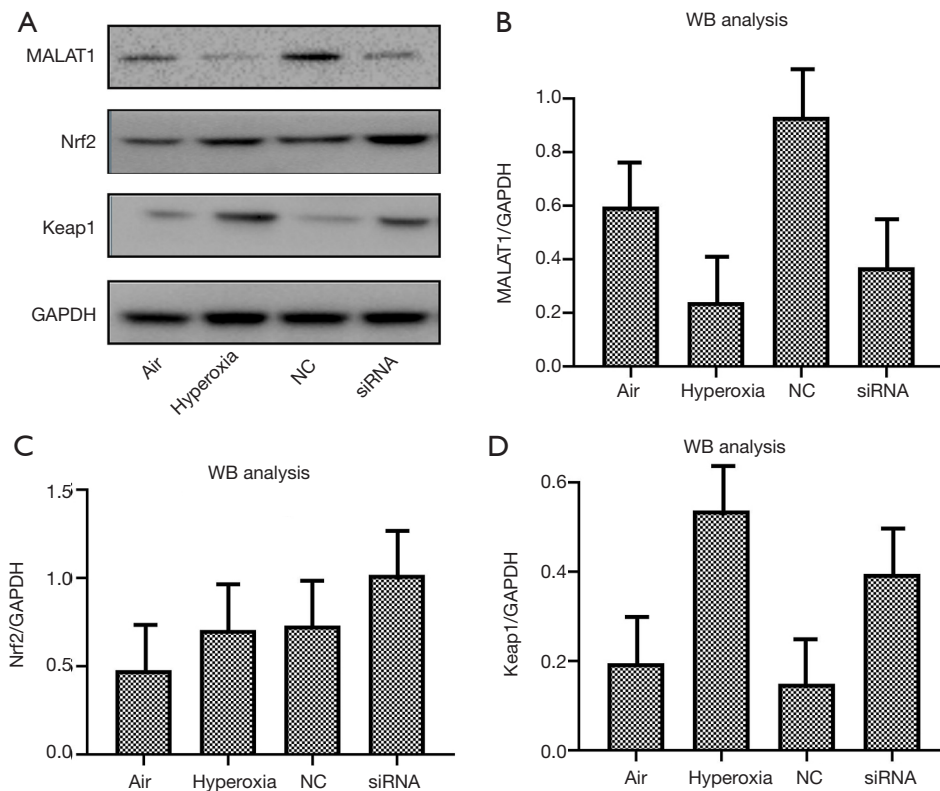 A
MALAT1
Nrf2
Keap1
GAPDH
Air
Hyperoxia
NC
siRNA
B
WB analysis
MALAT1/GAPDH
1.0
0.8
0.6
0.4
0.2
0.0
Air
Hyperoxia
NC
siRNA
C
WB analysis
Nrf2/GAPDH
1.5
1.0
0.5
0.0
Air
Hyperoxia
NC
siRNA
D
WB analysis
Keap1/GAPDH
0.6
0.4
0.2
0.0
Air
Hyperoxia
NC
siRNA